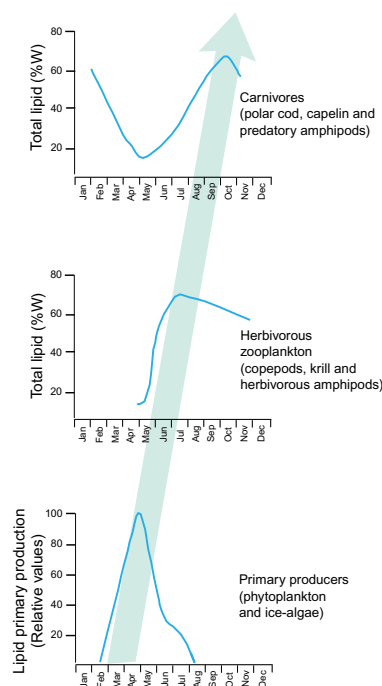 Total lipid (%W)
80
60
40
20
Jan
Feb
Mar
Apr
May
Jun
Jul
Aug
Sep
Oct
Nov
Dec
Carnivores
(polar cod, capelin and
predatory amphipods)
Total lipid (%W)
80
60
40
20
Jan
Feb
Mar
Apr
May
Jun
Jul
Aug
Sep
Oct
Nov
Dec
Herbivorous
zooplankton
(copepods, krill and
herbivorous amphipods)
Lipid primary production
(Relative values)
100
80
60
40
20
Jan
Feb
Mar
Apr
May
Jun
Jul
Aug
Sep
Oct
Nov
Dec
Primary producers
(phytoplankton
and ice-algae)